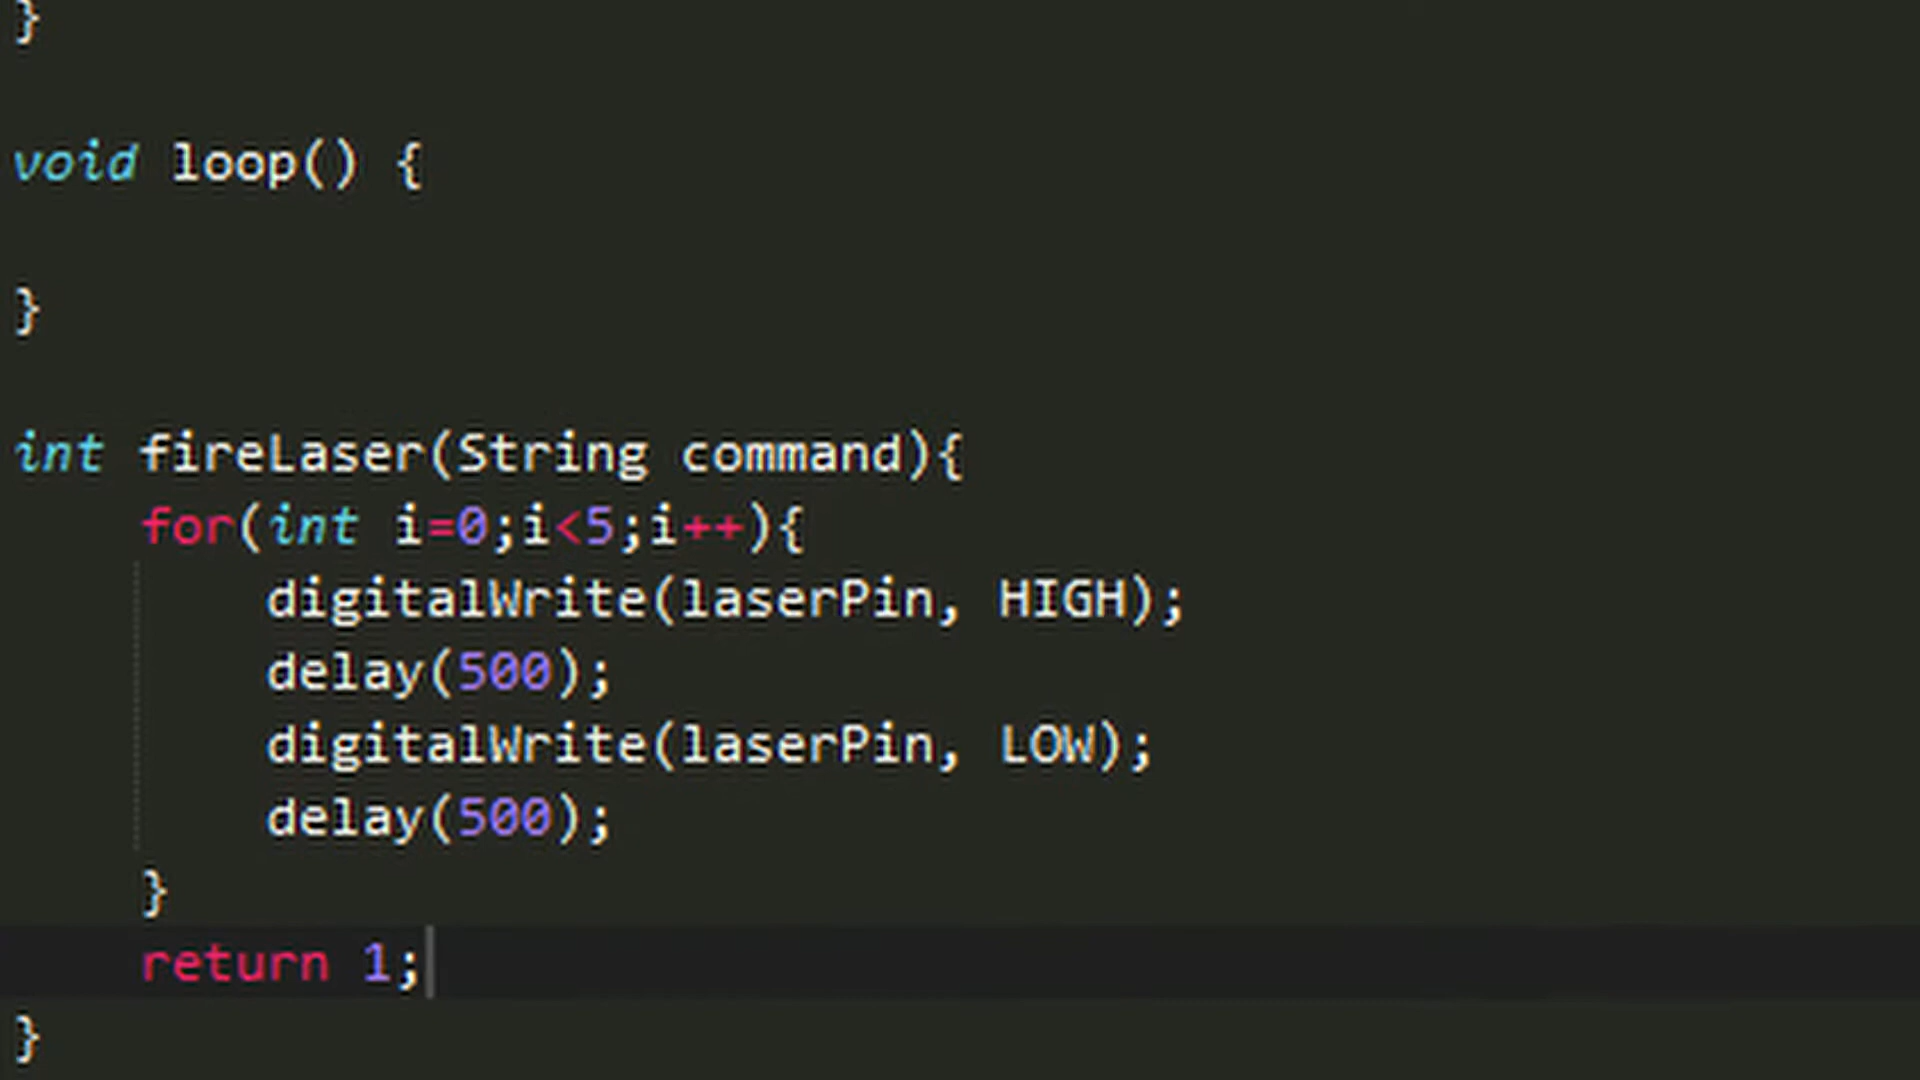 }
void loop() {
}
int fireLaser(String command){
for(int i=0;i<5;i++){
digitalWrite(laserPin, HIGH);
delay(500);
digitalWrite(laserPin, LOW);
delay(500);
}
return 1;
}